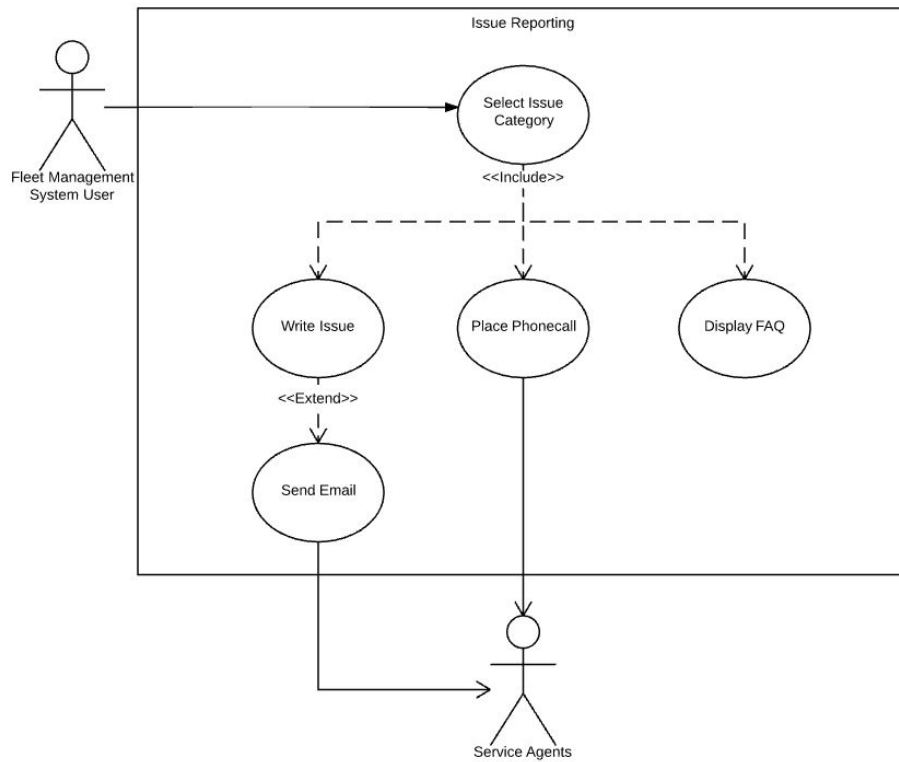 Issue Reporting
Select Issue
Category
Fleet Management
System User
<<Include>>
Write Issue
Place Phonecall
Display FAQ
<<Extend>>
Send Email
Service Agents